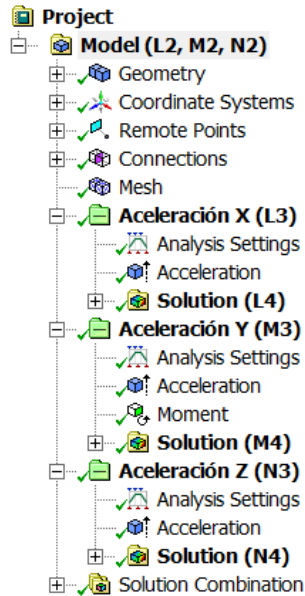 Project
Model (L2, M2, N2)
Geometry
Coordinate Systems
Remote Points
Connections
Mesh
Aceleración X (L3)
Analysis Settings
Acceleration
Solution (L4)
Aceleración Y (M3)
Analysis Settings
Acceleration
Moment
Solution (M4)
Aceleración Z (N3)
Analysis Settings
Acceleration
Solution (N4)
Solution Combination